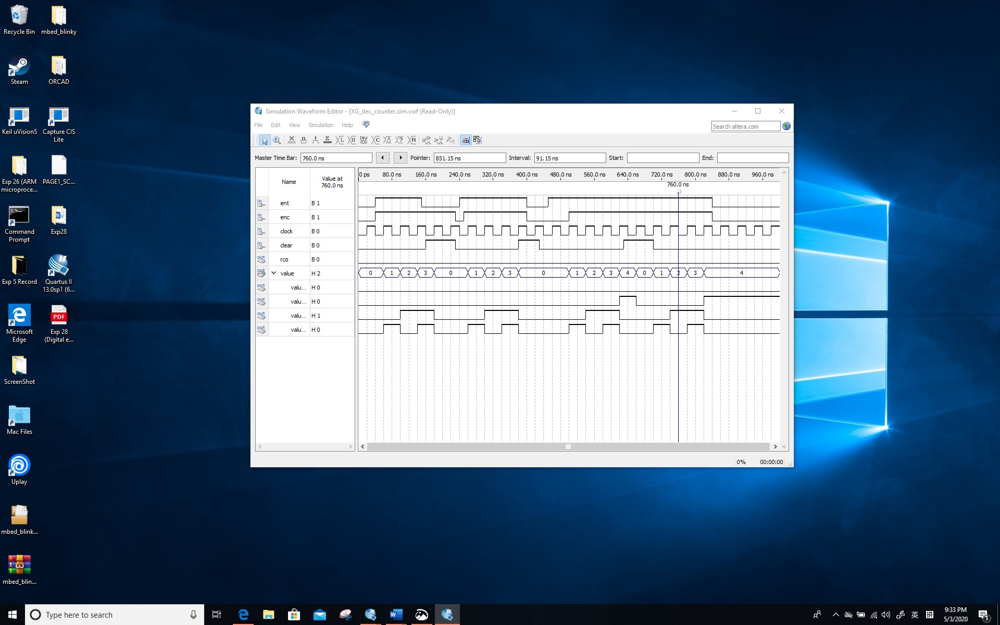 Recycle Bin
mbed_blinky
Steam
ORCAD
Keil uVision5
Capture CIS
Lite
Exp 26 (ARM
microproce...
PAGE1_SC...
Command
Prompt
Exp28
Exp 5 Record
Quartus II
13.0sp1 (6...
Microsoft
Edge
PDF
Exp 28
(Digital e...
ScreenShot
Mac Files
Uplay
mbed_blink...
mbed_blin...
Simulation Waveform Editor - [XG_dec_counter.sim.vwf (Read-Only)]
File Edit View Simulation Help
Search altera.com
Master Time Bar: 760.0 ns Pointer: 851.15 ns Interval: 91.15 ns Start: End:
Name
Value at
760.0 ns
0 ps 80.0 ns 160.0 ns 240.0 ns 320.0 ns 400.0 ns 480.0 ns 560.0 ns 640.0 ns 720.0 ns 800.0 ns 880.0 ns 960.0 ns
760.0 ns
in ent B 1
in enc B 1
in clock B 0
in clear B 0
out rco B 0
out value H 2 0 1 2 3 0 1 2 3 0 1 2 3 4 0 1 2 3 4
out valu... H 0
out valu... H 0
out valu... H 1
out valu... H 0
0% 00:00:00
Type here to search
英
拼
9:33 PM
5/3/2020
1